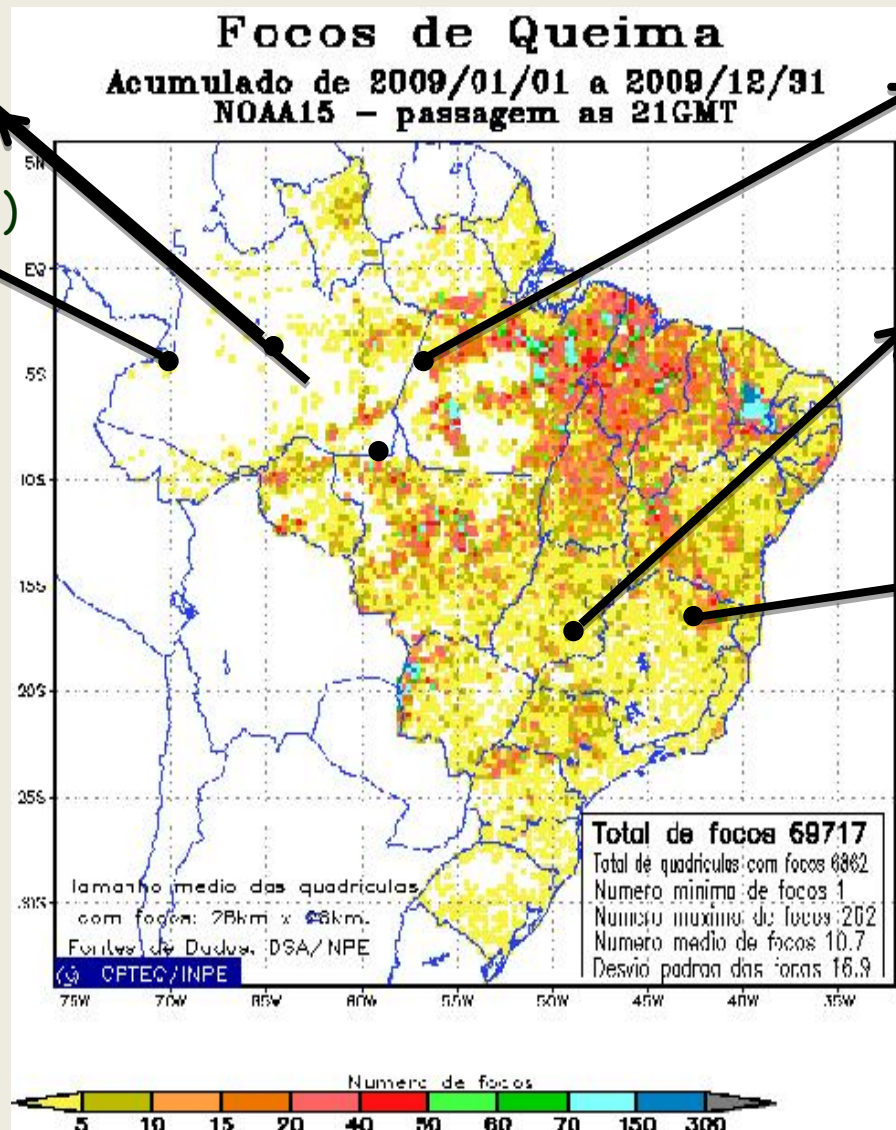 Focos de Queima
Acumulado de 2009/01/01 a 2009/12/31
NOAA15 – passagem as 21GMT
)
5N
EQ
5S
10S
15S
20S
25S
30S
Total de focos 69717
Total de quadriculas com focos 6862
Numero minima de focos 1
Numero maximo de focos 262
Numero medio de focos 10.7
Desvio padrao dos focos 16.9
Tamanho medio das quadriculas
com focos: 28km x 28km.
Fontes de Dados. DSA/NPE
CPTEC/INPE
75W 70W 65W 60W 55W 50W 45W 40W 35W
Numero de focos
5 10 15 20 40 50 60 70 150 300